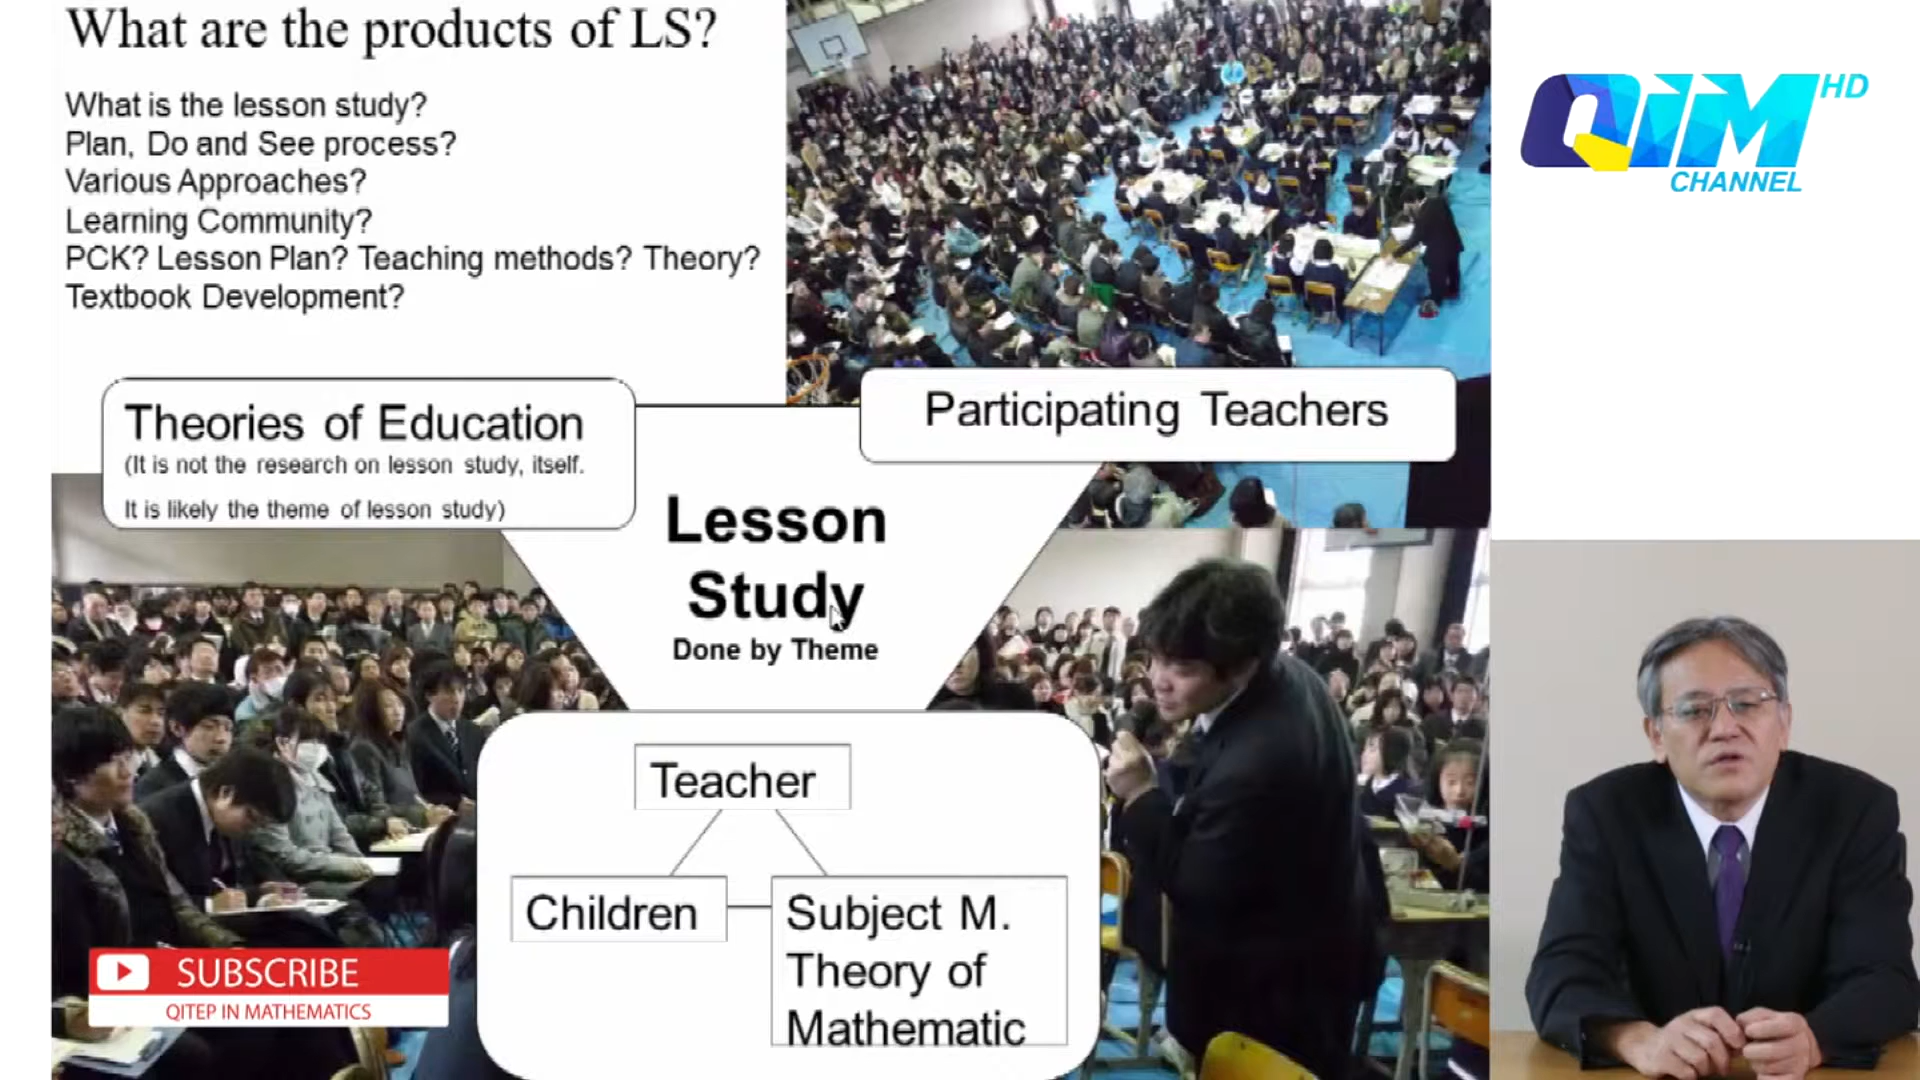 What are the products of LS?
What is the lesson study?
Plan, Do and See process?
Various Approaches?
Learning Community?
PCK? Lesson Plan? Teaching methods? Theory?
Textbook Development?
QIM HD
CHANNEL
Theories of Education
(It is not the research on lesson study, itself.
It is likely the theme of lesson study)
Participating Teachers
Lesson
Study
Done by Theme
Teacher
Children
Subject M.
Theory of
Mathematic
SUBSCRIBE
QITEP IN MATHEMATICS